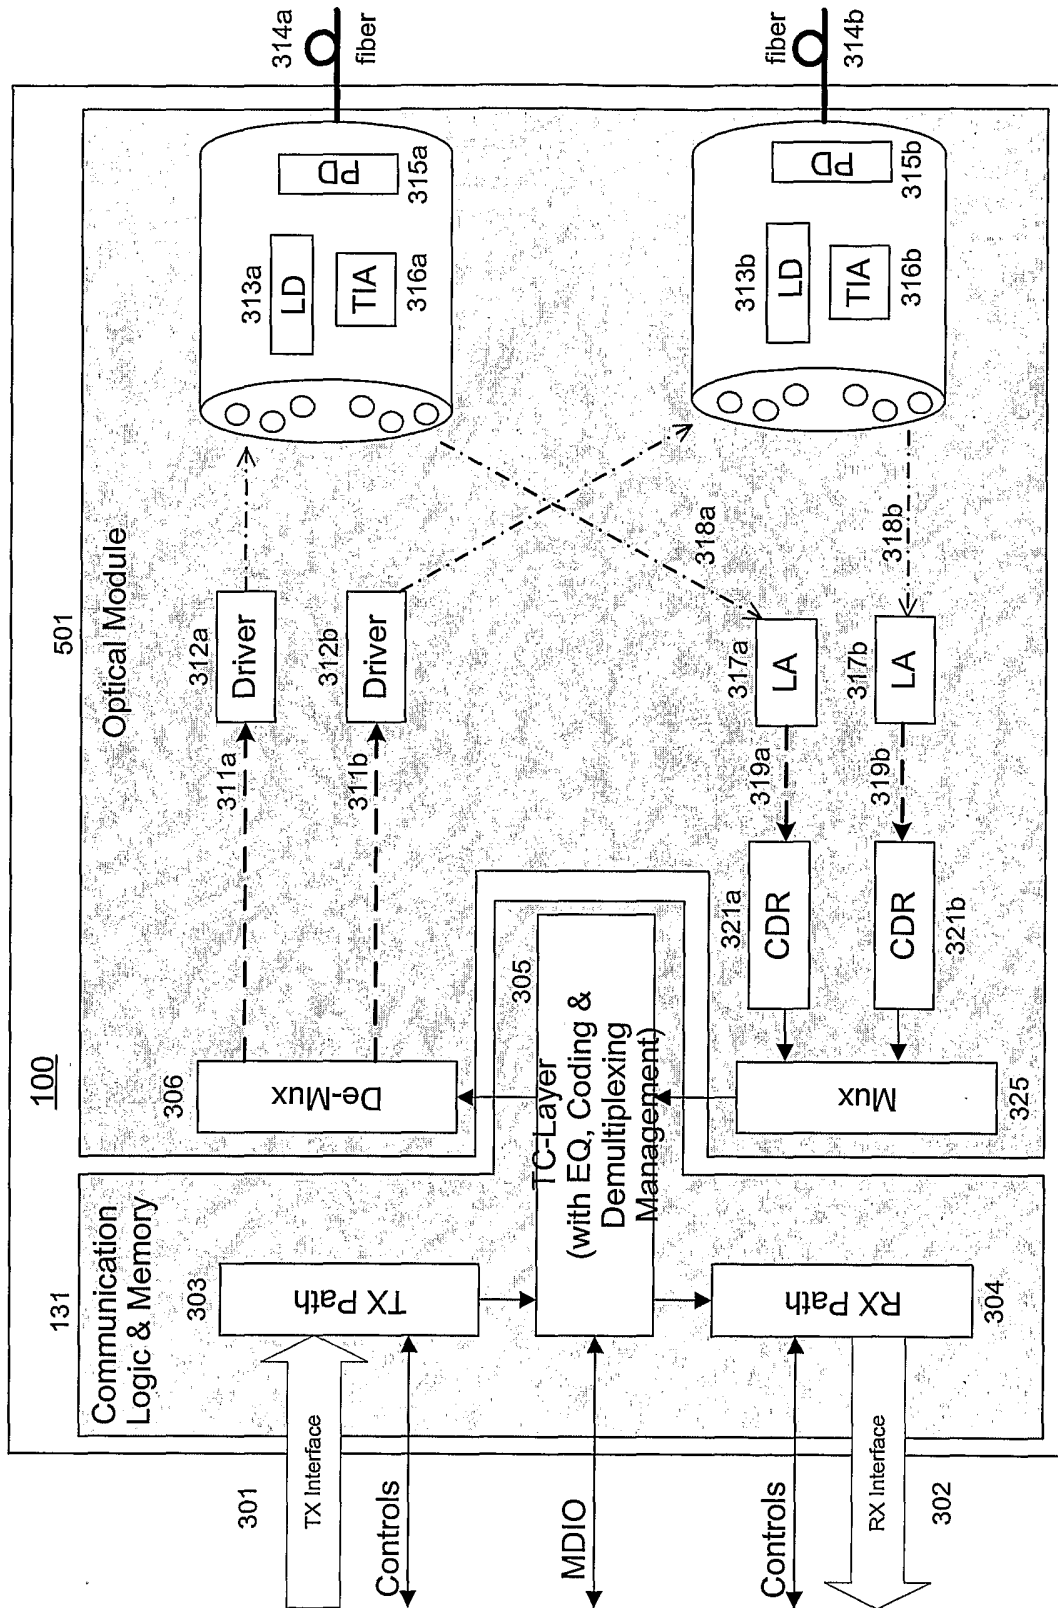 100
131
Communication
Logic & Memory
501
Optical Module
301
TX Interface
Controls
MDIO
Controls
RX Interface
302
303
TX Path
RX Path
304
305
TC-Layer
(with EQ, Coding &
Demultiplexing
Management)
306
De-Mux
Mux
325
311a
311b
312a
Driver
312b
Driver
321a
CDR
CDR
321b
319a
319b
317a
LA
317b
LA
318a
318b
313a
LD
TIA
316a
PD
315a
314a
fiber
313b
LD
TIA
316b
PD
315b
fiber
314b